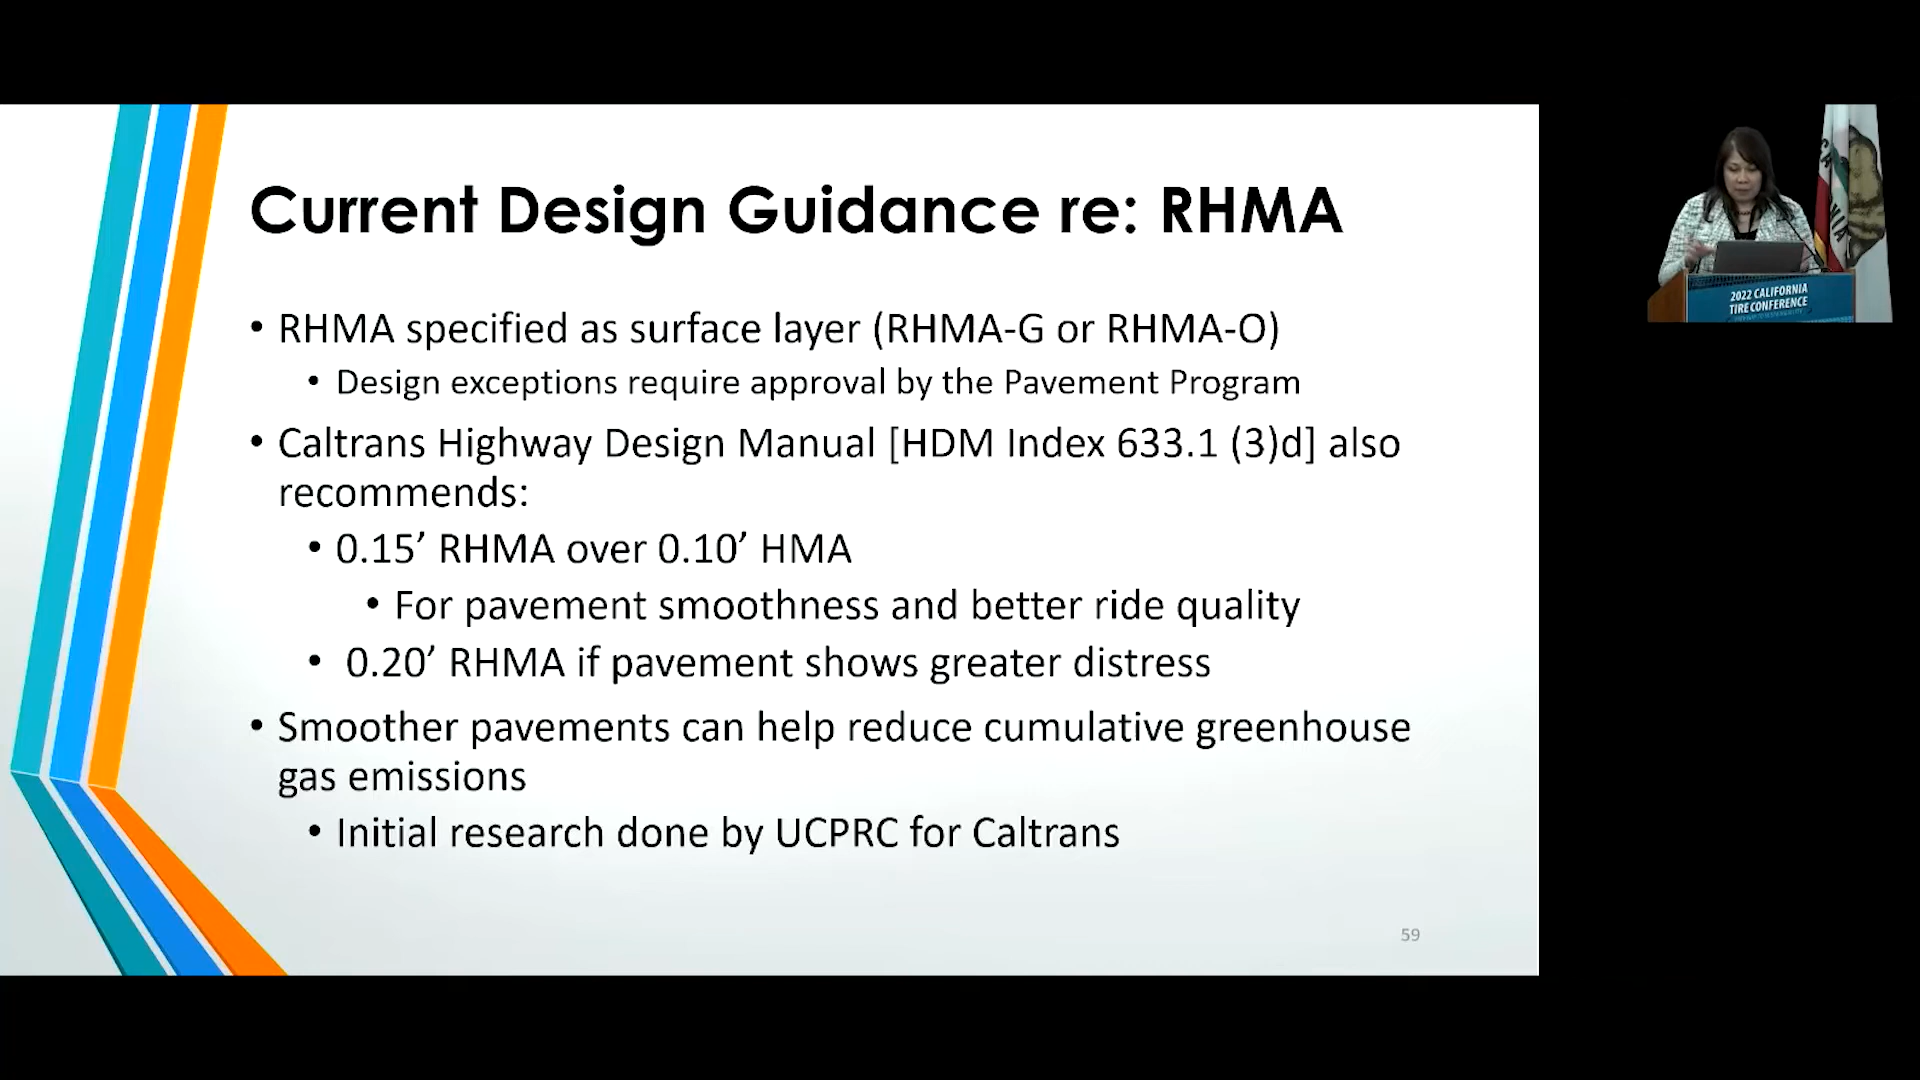 Current Design Guidance re: RHMA
• RHMA specified as surface layer (RHMA-G or RHMA-O)
• Design exceptions require approval by the Pavement Program
• Caltrans Highway Design Manual [HDM Index 633.1 (3)d] also
recommends:
• 0.15’ RHMA over 0.10’ HMA
• For pavement smoothness and better ride quality
• 0.20’ RHMA if pavement shows greater distress
• Smoother pavements can help reduce cumulative greenhouse
gas emissions
• Initial research done by UCPRC for Caltrans
59
2022 CALIFORNIA
TIRE CONFERENCE